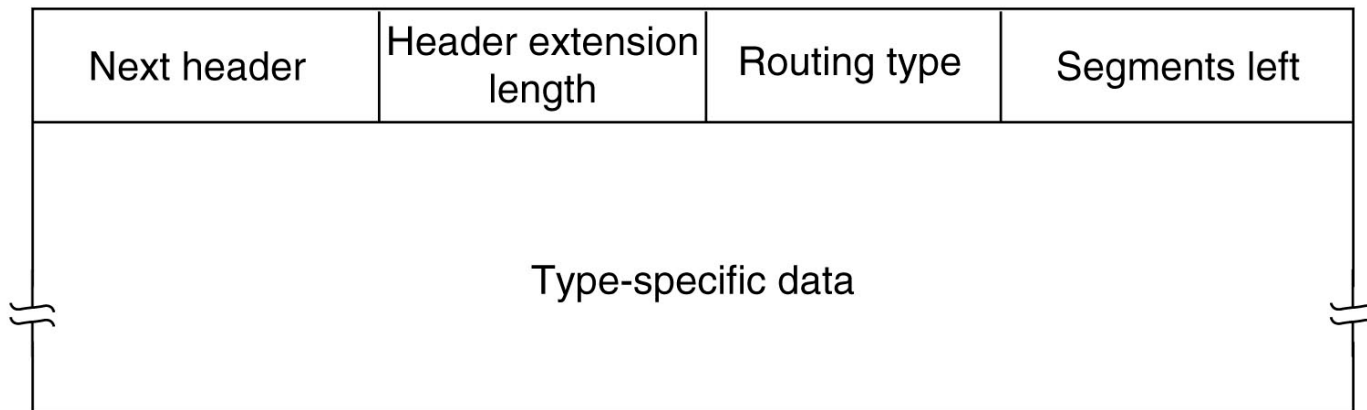 Next header
Header extension
length
Routing type
Segments left
Type-specific data